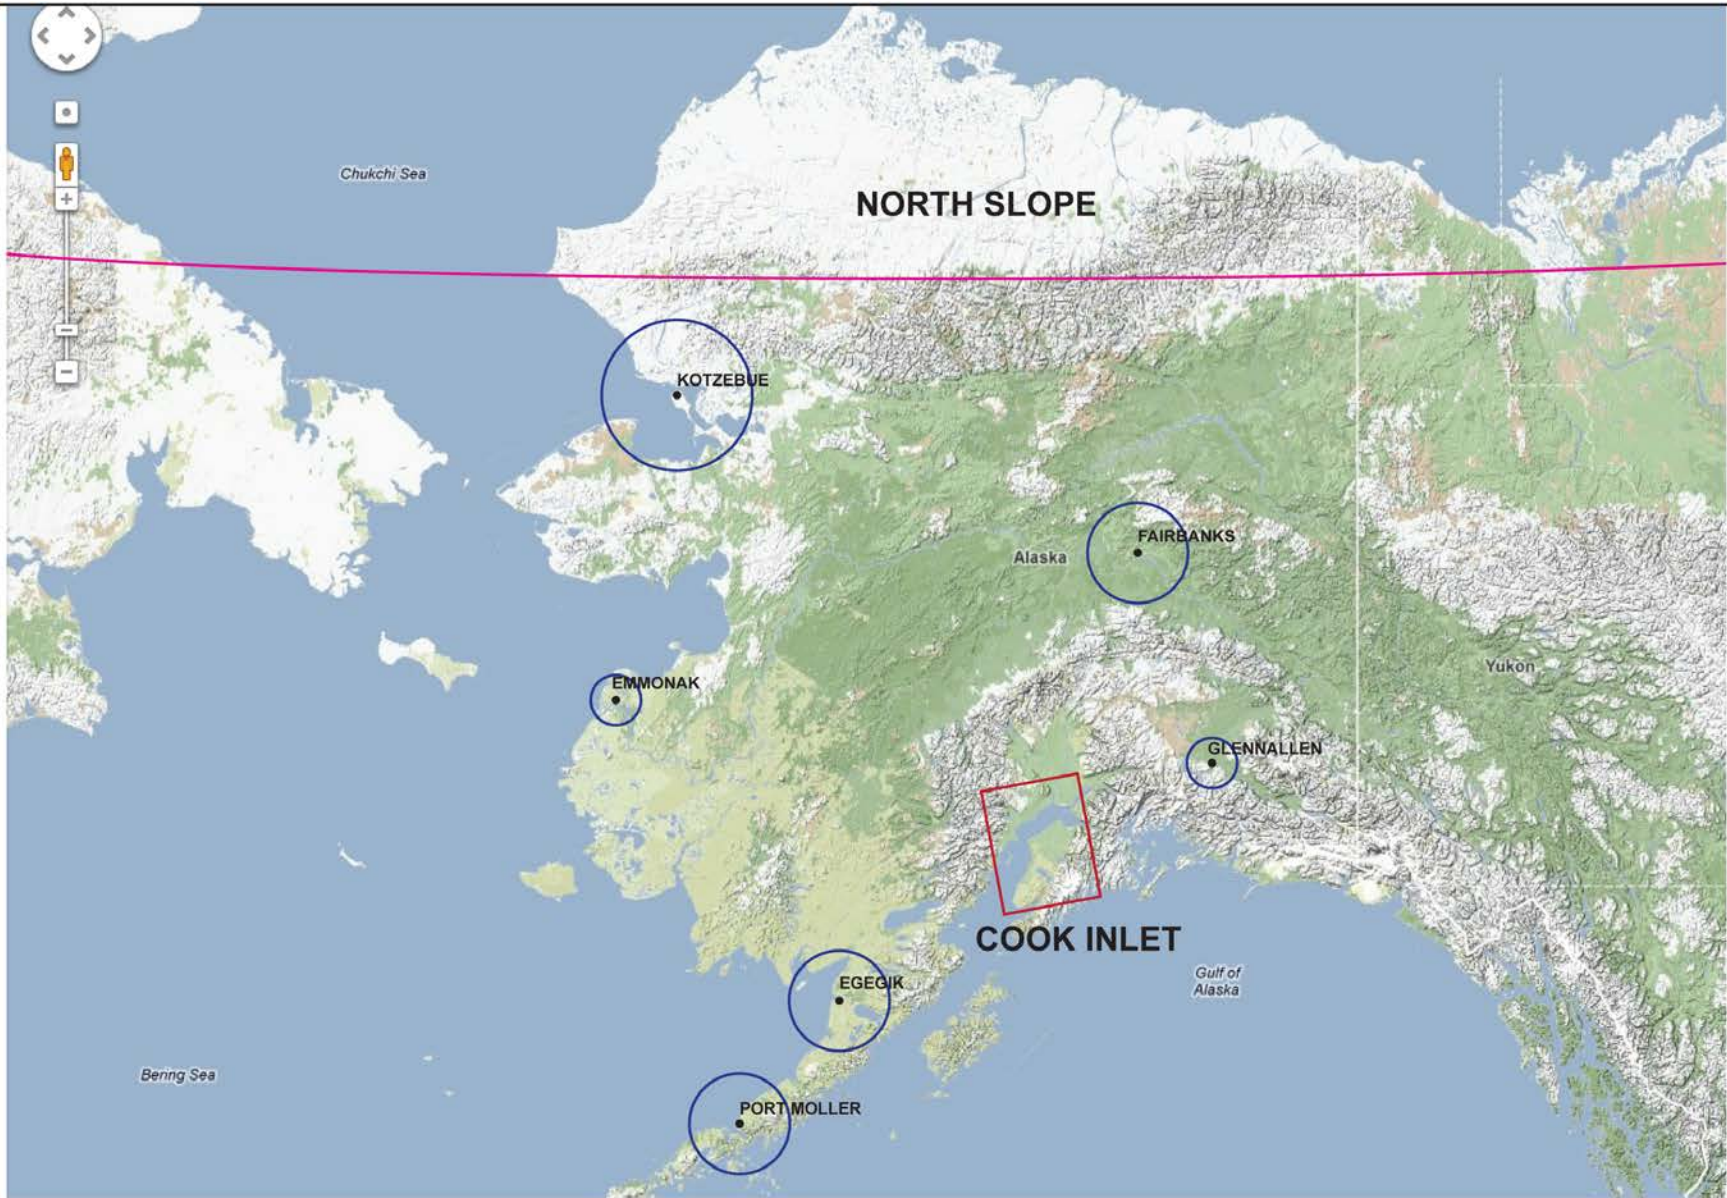 Chukchi Sea
NORTH SLOPE
KOTZEBUE
FAIRBANKS
Alaska
Yukon
EMMONAK
GLENNALLEN
COOK INLET
Gulf of
Alaska
EGEGIK
Bering Sea
PORT MOLLER